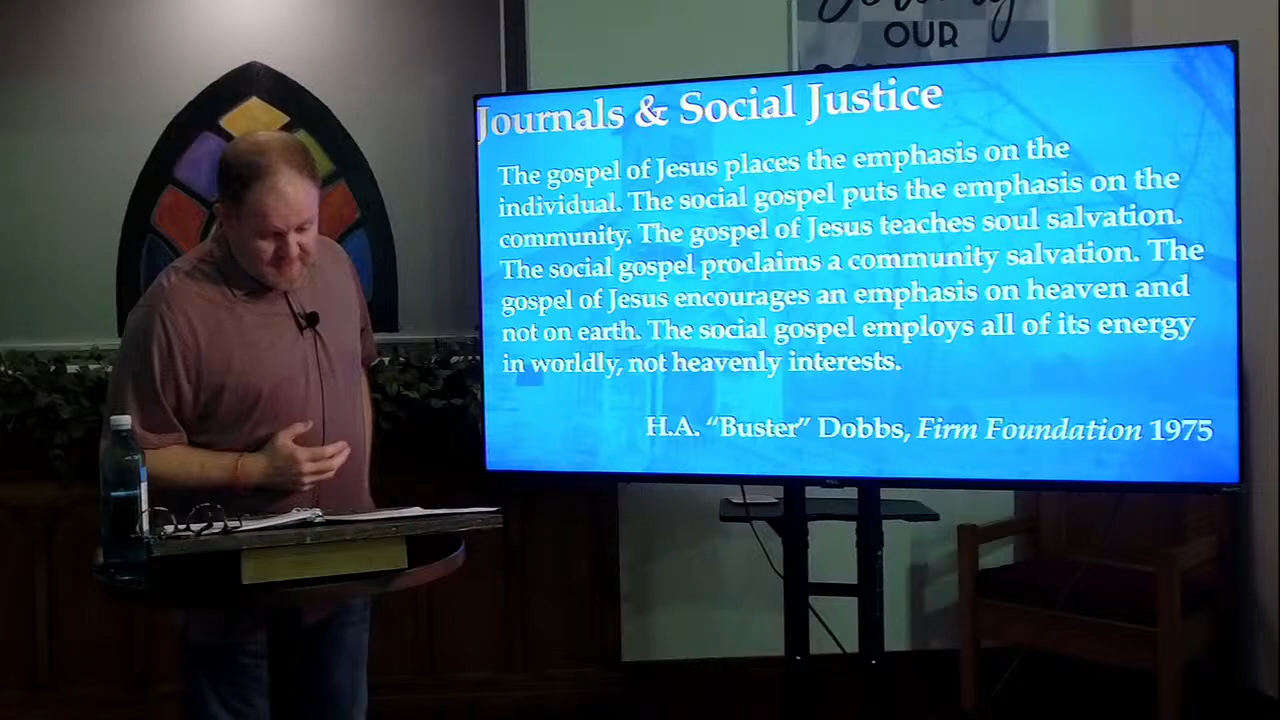 OUR
Journals & Social Justice
The gospel of Jesus places the emphasis on the
individual. The social gospel puts the emphasis on the
community. The gospel of Jesus teaches soul salvation.
The social gospel proclaims a community salvation. The
gospel of Jesus encourages an emphasis on heaven and
not on earth. The social gospel employs all of its energy
in worldly, not heavenly interests.
H.A. “Buster” Dobbs, Firm Foundation 1975